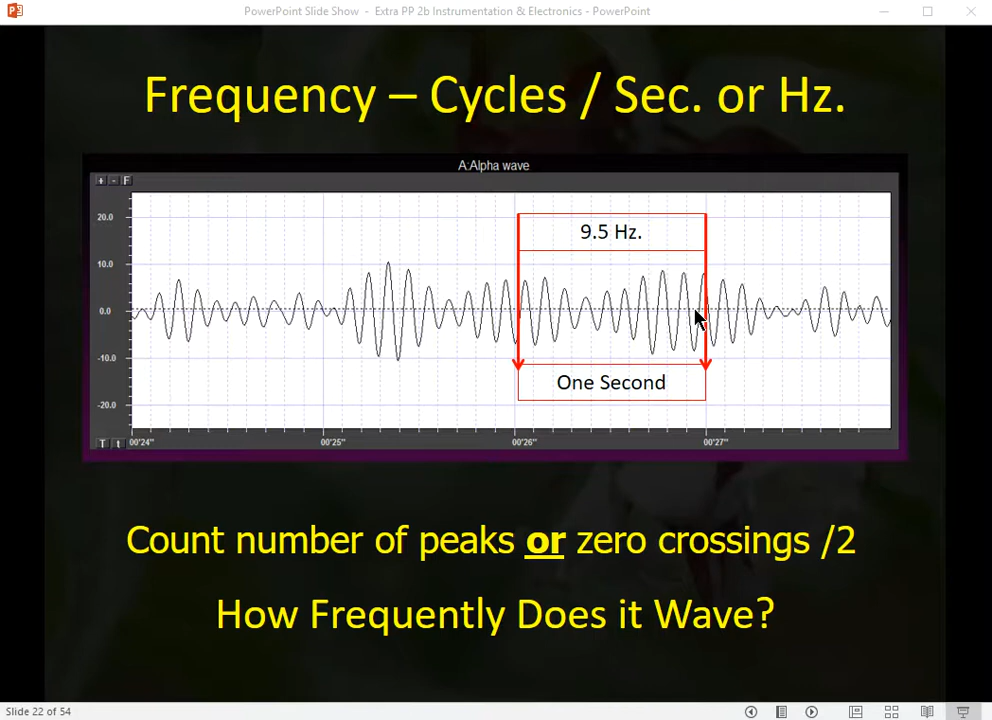 PowerPoint Slide Show - Extra PP 2b Instrumentation & Electronics - PowerPoint
Frequency – Cycles / Sec. or Hz.
A:Alpha wave
+ - F
20.0
10.0
0.0
-10.0
-20.0
9.5 Hz.
One Second
T t
00'24" 00'25" 00'26" 00'27"
Count number of peaks or zero crossings /2
How Frequently Does it Wave?
Slide 22 of 54